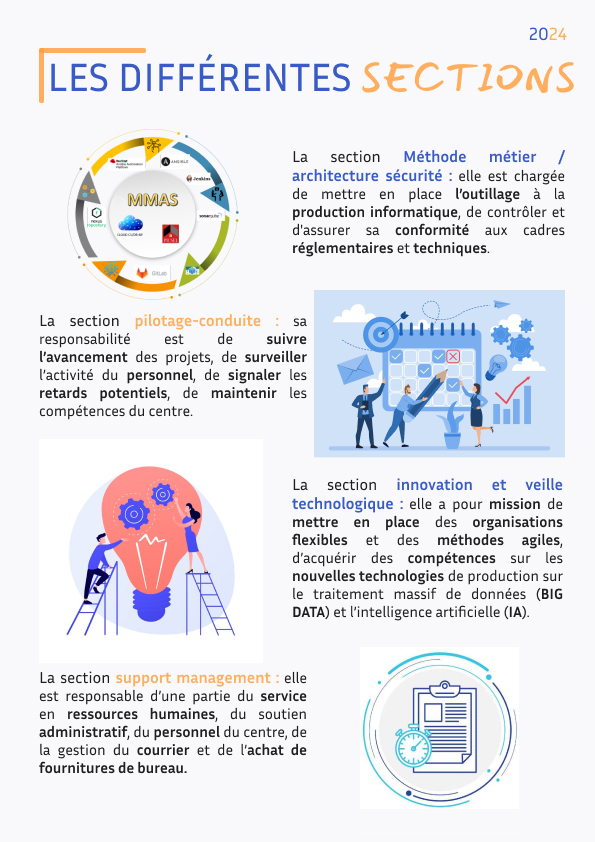 2024
LES DIFFÉRENTES SECTIONS
MMAS
ANSIBLE
Jenkins
sonarqube
GitLab
nexus
repository
CLOUD CLOE-NP
La section Méthode métier /
architecture sécurité : elle est chargée
de mettre en place l'outillage à la
production informatique, de contrôler et
d'assurer sa conformité aux cadres
réglementaires et techniques.
La section pilotage-conduite : sa
responsabilité est de suivre
l'avancement des projets, de surveiller
l'activité du personnel, de signaler les
retards potentiels, de maintenir les
compétences du centre.
La section innovation et veille
technologique : elle a pour mission de
mettre en place des organisations
flexibles et des méthodes agiles,
d'acquérir des compétences sur les
nouvelles technologies de production sur
le traitement massif de données (BIG
DATA) et l'intelligence artificielle (IA).
La section support management : elle
est responsable d'une partie du service
en ressources humaines, du soutien
administratif, du personnel du centre, de
la gestion du courrier et de l'achat de
fournitures de bureau.